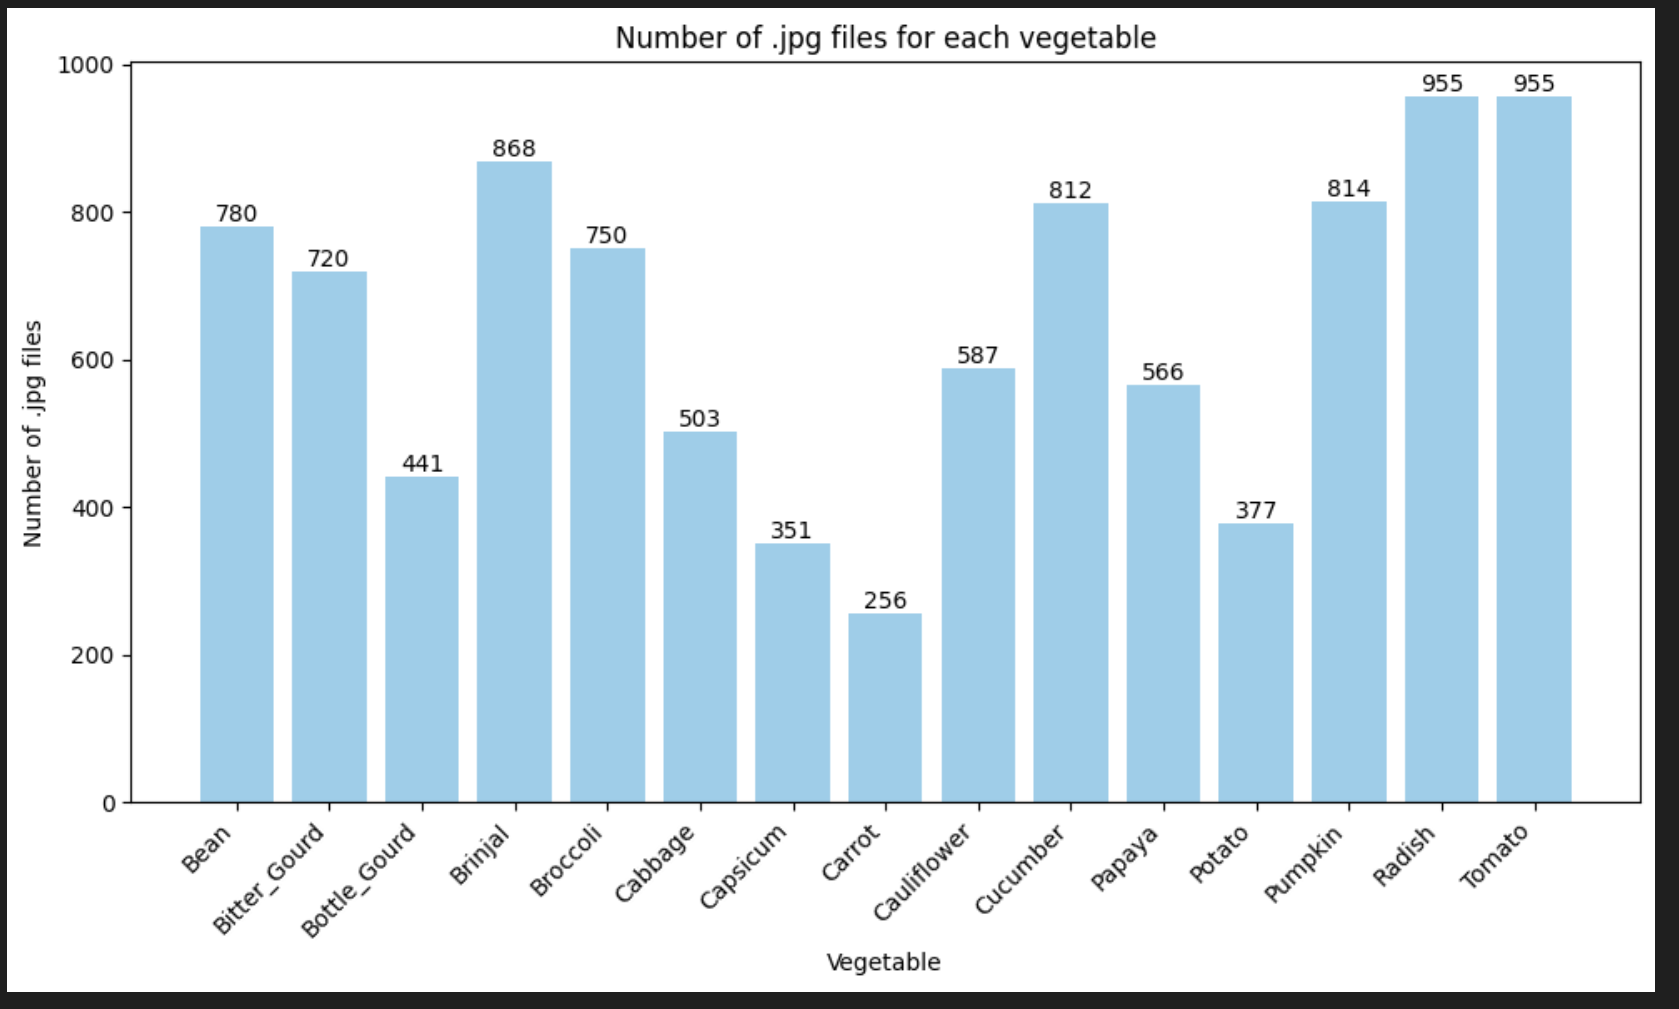 Number of .jpg files for each vegetable
Number of .jpg files
1000
800
600
400
200
0
780
720
441
868
750
503
351
256
587
812
566
377
814
955
955
Bean
Bitter_Gourd
Bottle_Gourd
Brinjal
Broccoli
Cabbage
Capsicum
Carrot
Cauliflower
Cucumber
Papaya
Potato
Pumpkin
Radish
Tomato
Vegetable